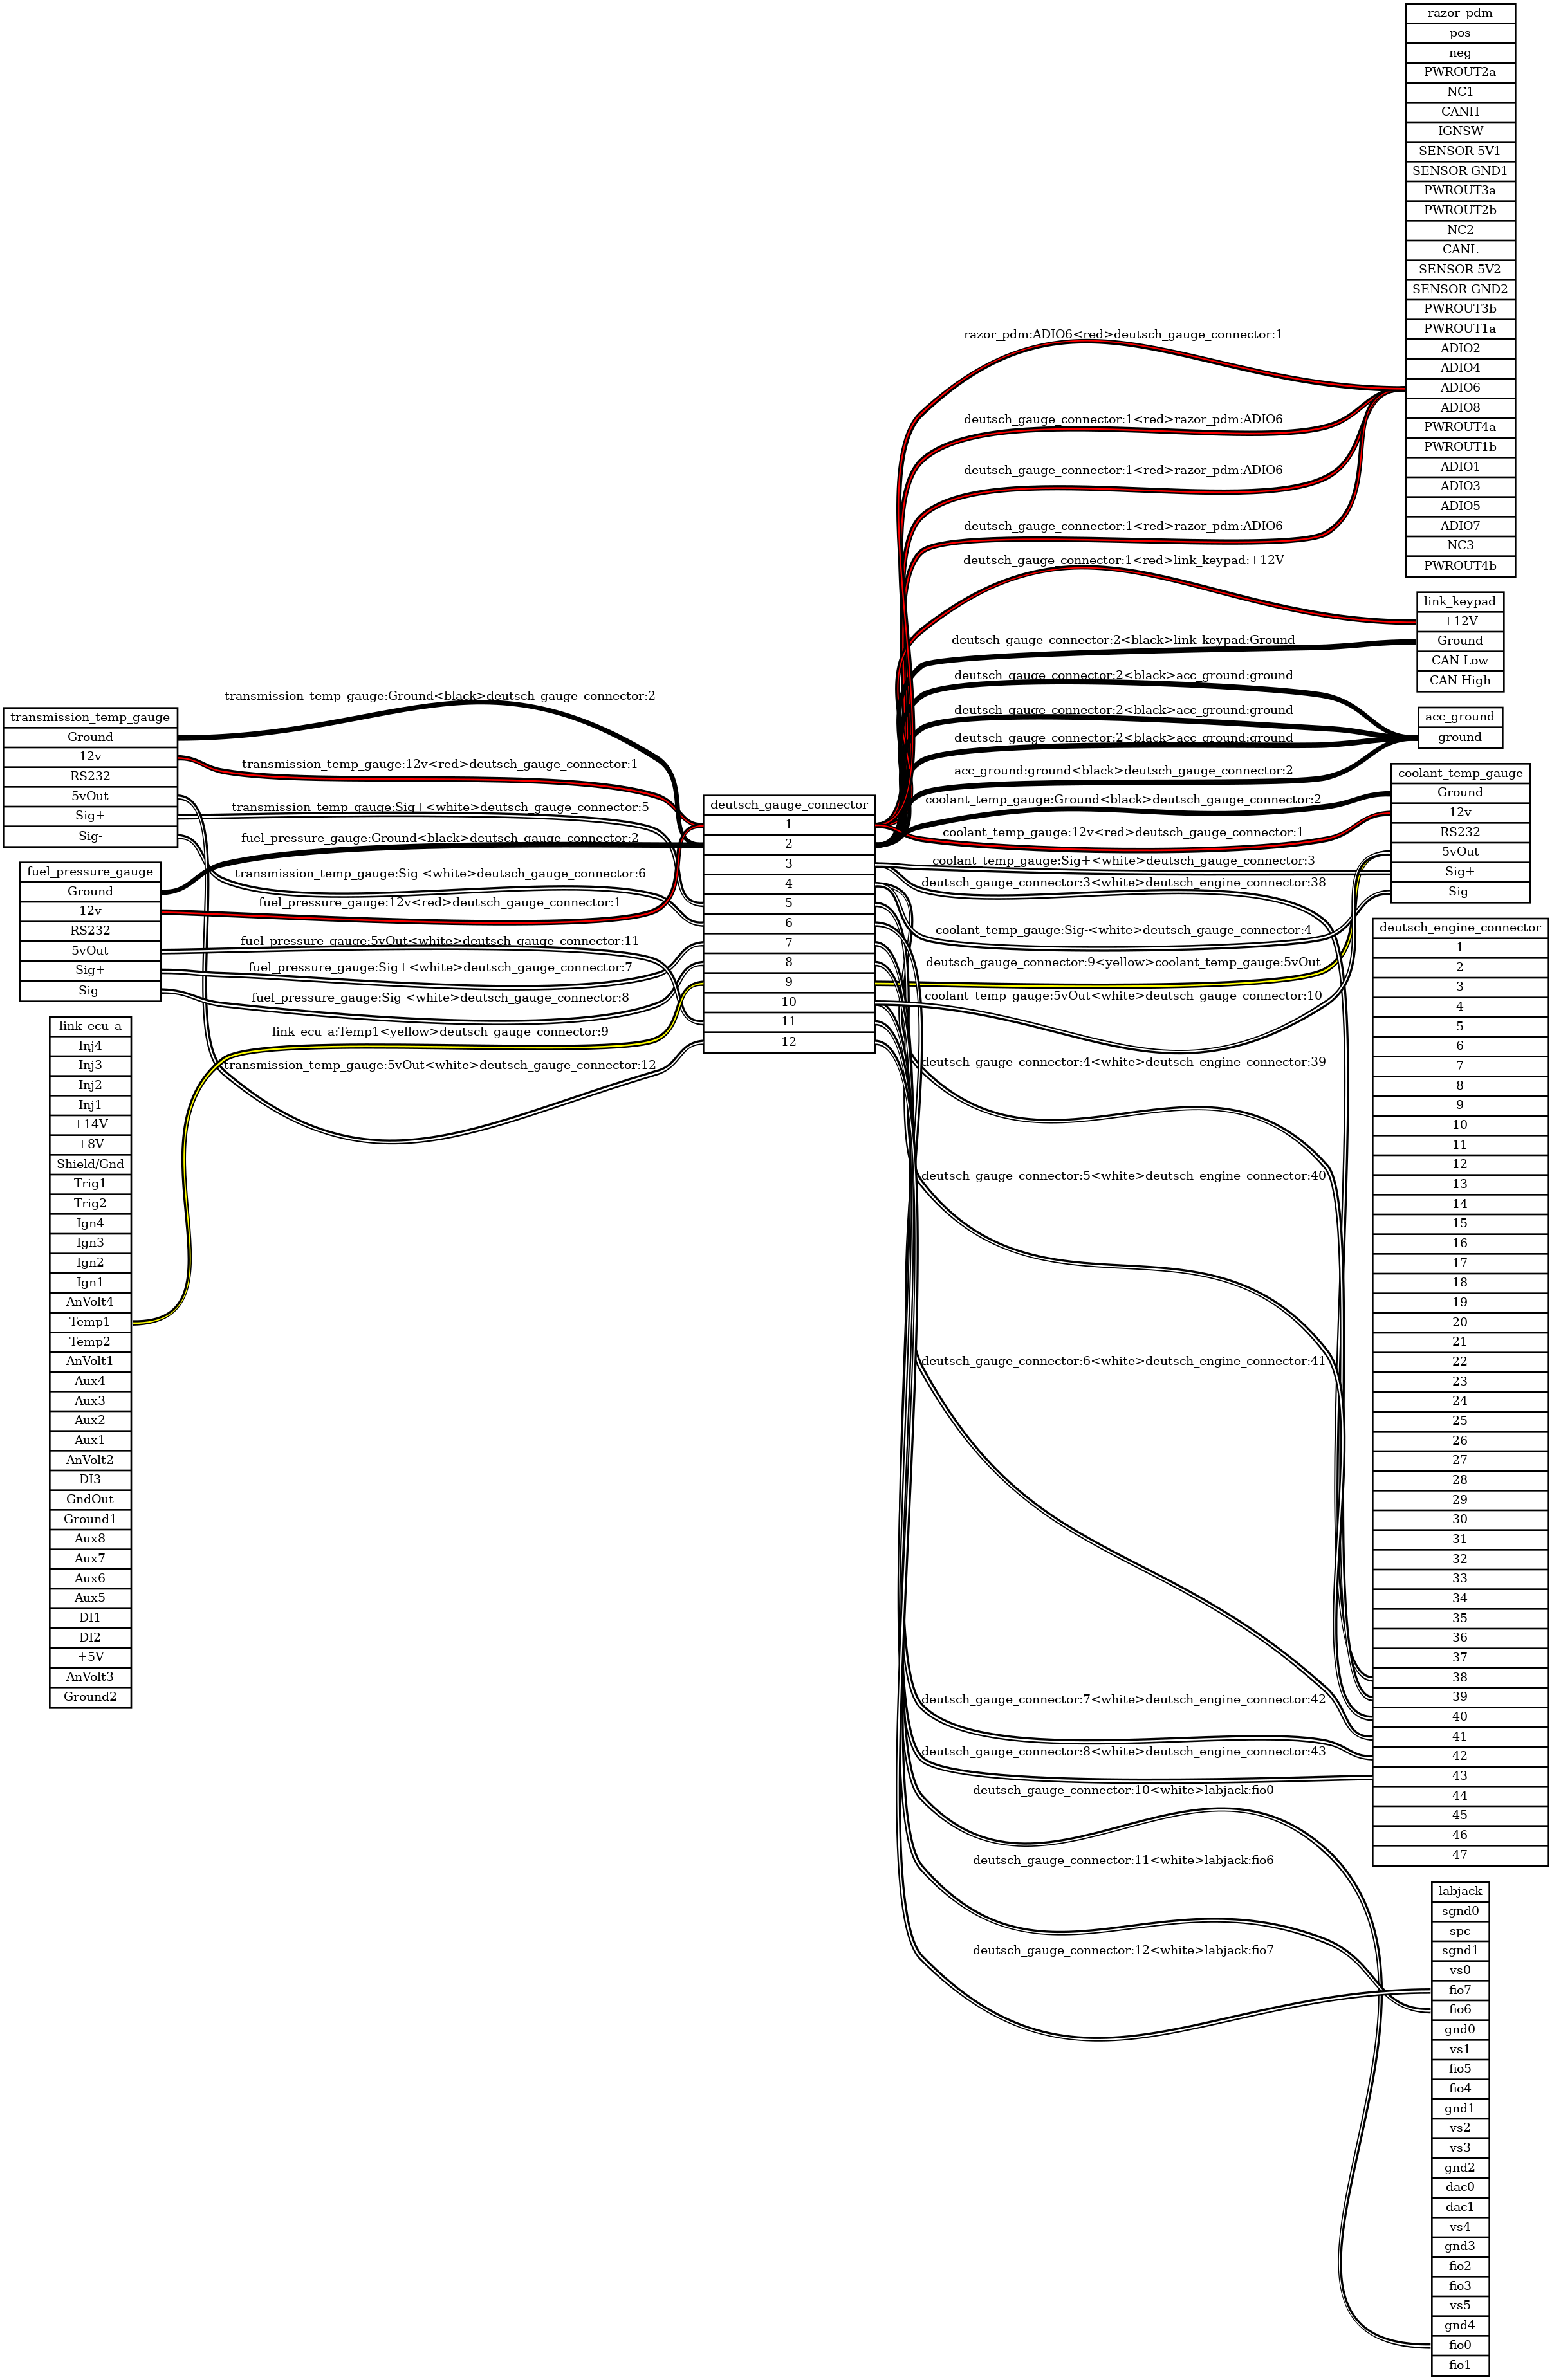 razor_pdm
pos
neg
PWROUT2a
NC1
CANH
IGNSW
SENSOR 5V1
SENSOR GND1
PWROUT3a
PWROUT2b
NC2
CANL
SENSOR 5V2
SENSOR GND2
PWROUT3b
PWROUT1a
ADIO2
ADIO4
ADIO6
ADIO8
PWROUT4a
PWROUT1b
ADIO1
ADIO3
ADIO5
ADIO7
NC3
PWROUT4b
razor_pdm:ADIO6<red>deutsch_gauge_connector:1
deutsch_gauge_connector:1<red>razor_pdm:ADIO6
deutsch_gauge_connector:1<red>razor_pdm:ADIO6
deutsch_gauge_connector:1<red>razor_pdm:ADIO6
deutsch_gauge_connector:1<red>link_keypad:+12V
link_keypad
+12V
Ground
CAN Low
CAN High
deutsch_gauge_connector:2<black>link_keypad:Ground
deutsch_gauge_connector:2<black>acc_ground:ground
deutsch_gauge_connector:2<black>acc_ground:ground
deutsch_gauge_connector:2<black>acc_ground:ground
acc_ground:ground<black>deutsch_gauge_connector:2
acc_ground
ground
transmission_temp_gauge
Ground
12v
RS232
5vOut
Sig+
Sig-
transmission_temp_gauge:Ground<black>deutsch_gauge_connector:2
transmission_temp_gauge:12v<red>deutsch_gauge_connector:1
transmission_temp_gauge:Sig+<white>deutsch_gauge_connector:5
fuel_pressure_gauge:Ground<black>deutsch_gauge_connector:2
transmission_temp_gauge:Sig-<white>deutsch_gauge_connector:6
fuel_pressure_gauge:12v<red>deutsch_gauge_connector:1
fuel_pressure_gauge:5vOut<white>deutsch_gauge_connector:11
fuel_pressure_gauge:Sig+<white>deutsch_gauge_connector:7
fuel_pressure_gauge:Sig-<white>deutsch_gauge_connector:8
link_ecu_a:Temp1<yellow>deutsch_gauge_connector:9
transmission_temp_gauge:5vOut<white>deutsch_gauge_connector:12
fuel_pressure_gauge
Ground
12v
RS232
5vOut
Sig+
Sig-
link_ecu_a
Inj4
Inj3
Inj2
Inj1
+14V
+8V
Shield/Gnd
Trig1
Trig2
Ign4
Ign3
Ign2
Ign1
AnVolt4
Temp1
Temp2
AnVolt1
Aux4
Aux3
Aux2
Aux1
AnVolt2
DI3
GndOut
Ground1
Aux8
Aux7
Aux6
Aux5
DI1
DI2
+5V
AnVolt3
Ground2
deutsch_gauge_connector
1
2
3
4
5
6
7
8
9
10
11
12
coolant_temp_gauge:Ground<black>deutsch_gauge_connector:2
coolant_temp_gauge:12v<red>deutsch_gauge_connector:1
coolant_temp_gauge:Sig+<white>deutsch_gauge_connector:3
deutsch_gauge_connector:3<white>deutsch_engine_connector:38
coolant_temp_gauge:Sig-<white>deutsch_gauge_connector:4
deutsch_gauge_connector:9<yellow>coolant_temp_gauge:5vOut
coolant_temp_gauge:5vOut<white>deutsch_gauge_connector:10
deutsch_gauge_connector:4<white>deutsch_engine_connector:39
deutsch_gauge_connector:5<white>deutsch_engine_connector:40
deutsch_gauge_connector:6<white>deutsch_engine_connector:41
deutsch_gauge_connector:7<white>deutsch_engine_connector:42
deutsch_gauge_connector:8<white>deutsch_engine_connector:43
deutsch_gauge_connector:10<white>labjack:fio0
deutsch_gauge_connector:11<white>labjack:fio6
deutsch_gauge_connector:12<white>labjack:fio7
coolant_temp_gauge
Ground
12v
RS232
5vOut
Sig+
Sig-
deutsch_engine_connector
1
2
3
4
5
6
7
8
9
10
11
12
13
14
15
16
17
18
19
20
21
22
23
24
25
26
27
28
29
30
31
32
33
34
35
36
37
38
39
40
41
42
43
44
45
46
47
labjack
sgnd0
spc
sgnd1
vs0
fio7
fio6
gnd0
vs1
fio5
fio4
gnd1
vs2
vs3
gnd2
dac0
dac1
vs4
gnd3
fio2
fio3
vs5
gnd4
fio0
fio1